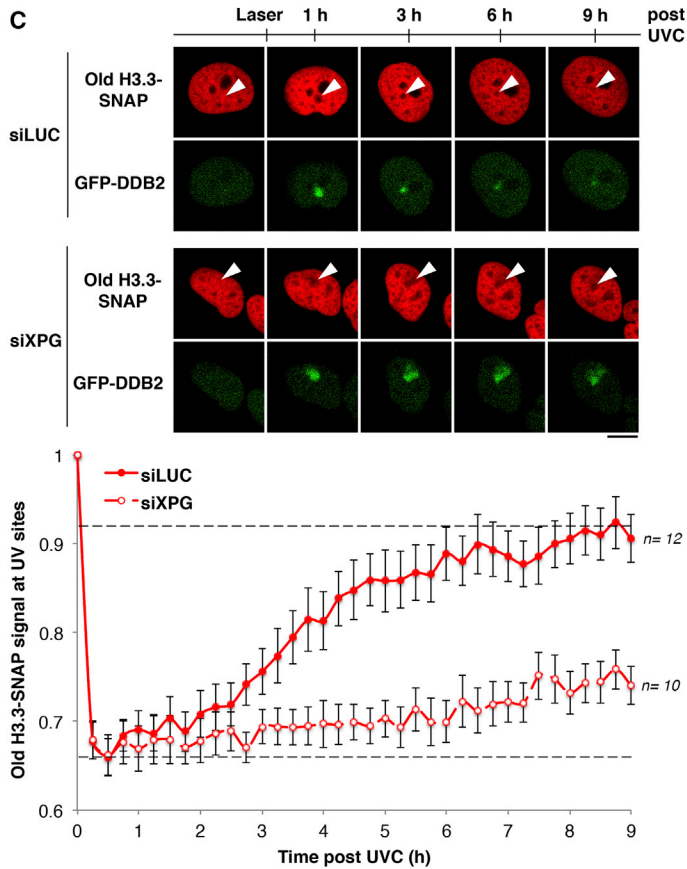 C
Laser 1 h 3 h 6 h 9 h post
UVC
siLUC
Old H3.3-
SNAP
GFP-DDB2
siXPG
Old H3.3-
SNAP
GFP-DDB2
Old H3.3-SNAP signal at UV sites
1
0.9
0.8
0.7
0.6
siLUC
siXPG
n= 12
n= 10
0 1 2 3 4 5 6 7 8 9
Time post UVC (h)